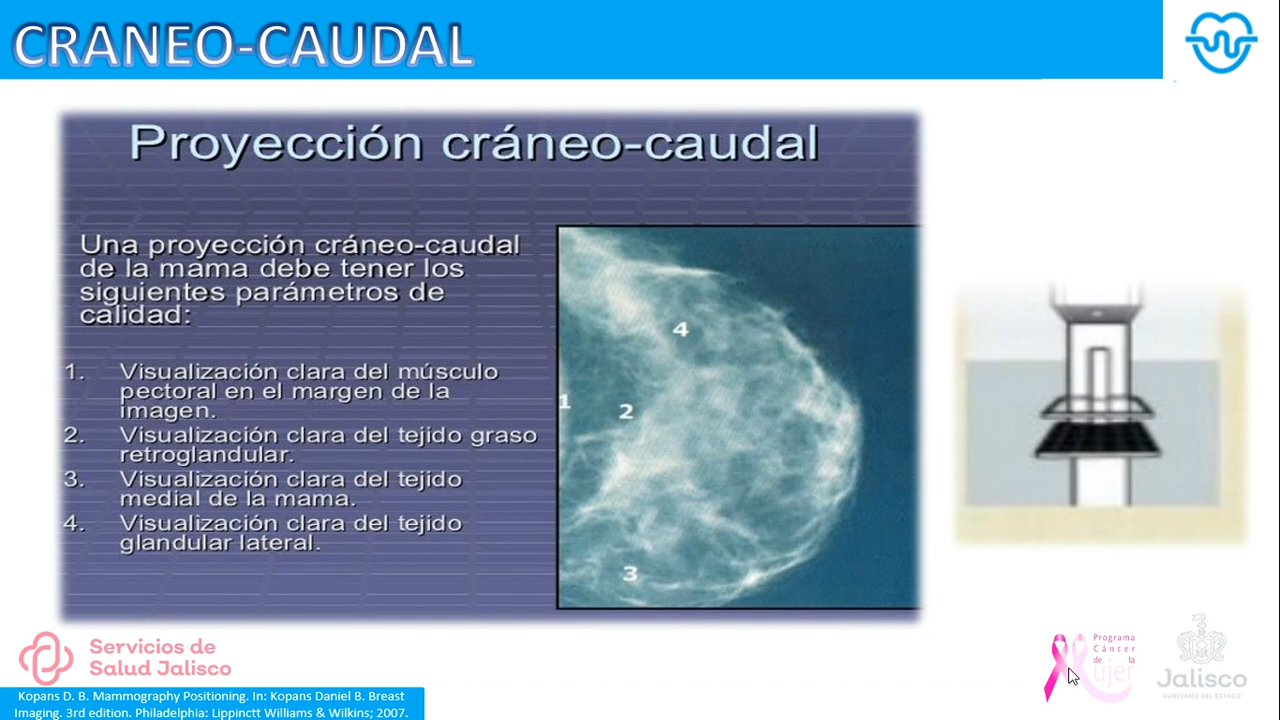 CRANEO-CAUDAL
Proyección cráneo-caudal
Una proyección cráneo-caudal
de la mama debe tener los
siguientes parámetros de
calidad:
1. Visualización clara del músculo
pectoral en el margen de la
imagen.
2. Visualización clara del tejido graso
retroglandular.
3. Visualización clara del tejido
medial de la mama.
4. Visualización clara del tejido
glandular lateral.
4
1
2
3
Servicios de
Salud Jalisco
Programa
Cáncer
de la
Mujer
Jalisco
GOBIERNO DEL ESTADO
Kopans D. B. Mammography Positioning. In: Kopans Daniel B. Breast
Imaging. 3rd edition. Philadelphia: Lippinctt Williams & Wilkins; 2007.